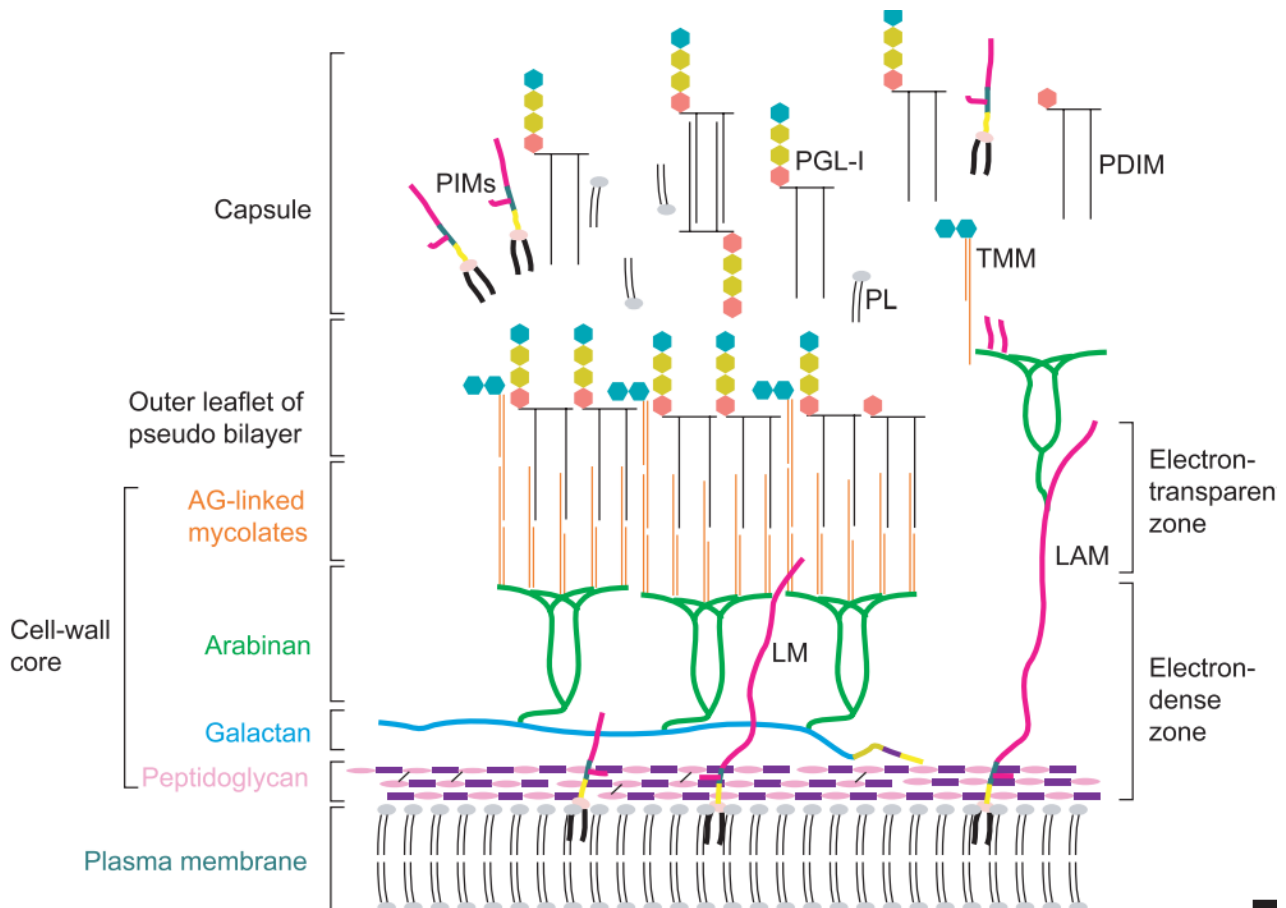 Capsule
PIMs
PGL-I
PDIM
TMM
PL
Outer leaflet of
pseudo bilayer
AG-linked
mycolates
Electron-
transparent
zone
LAM
Cell-wall
core
Arabinan
LM
Electron-
dense
zone
Galactan
Peptidoglycan
Plasma membrane